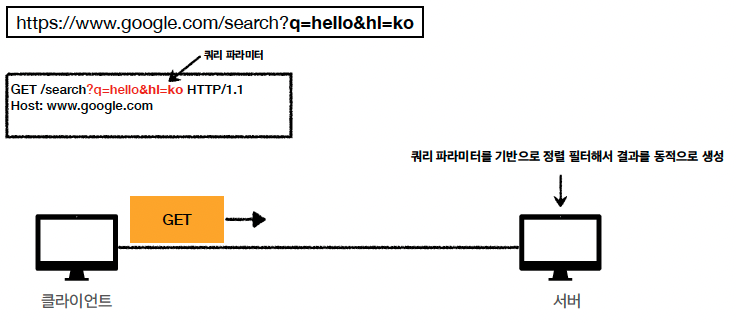 https://www.google.com/search?q=hello&hl=ko
쿼리 파라미터
GET /search?q=hello&hl=ko HTTP/1.1
Host: www.google.com
쿼리 파라미터를 기반으로 정렬 필터해서 결과를 동적으로 생성
GET
클라이언트
서버